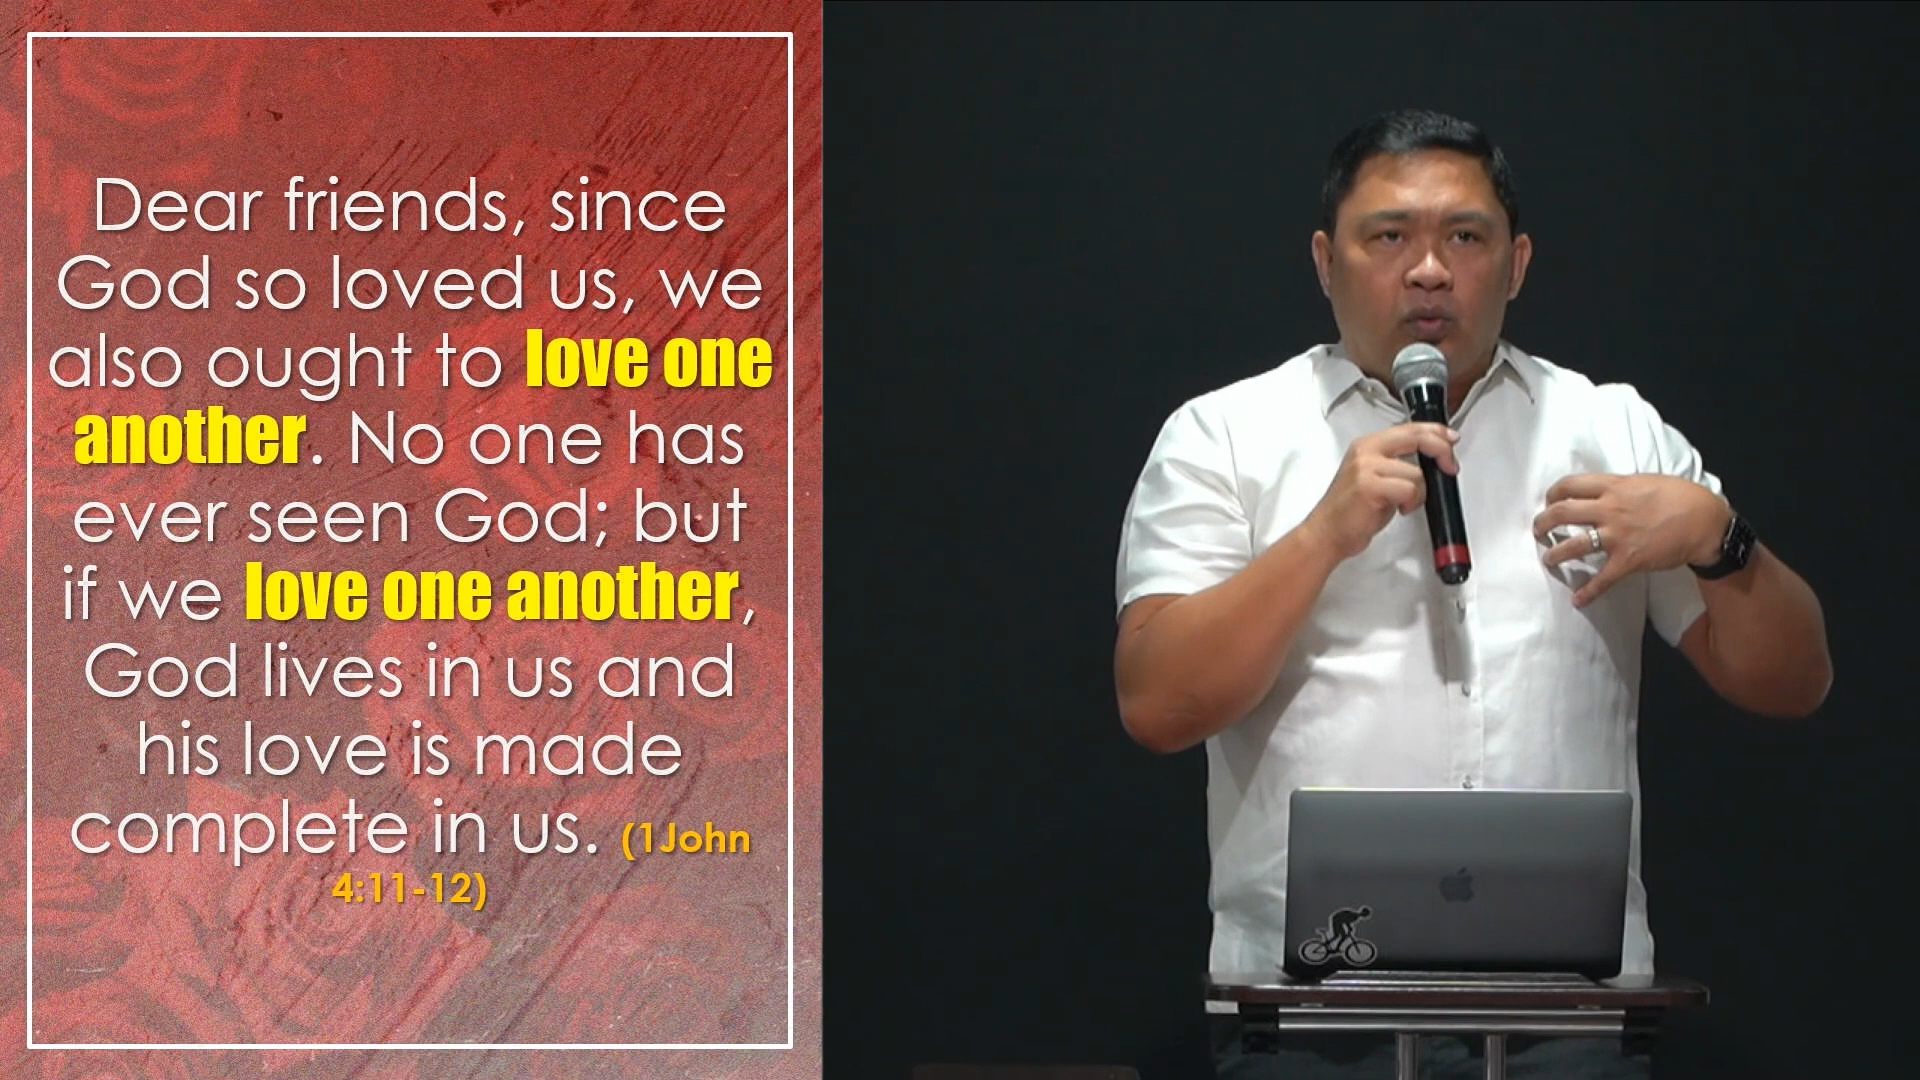 Dear friends, since
God so loved us, we
also ought to love one
another. No one has
ever seen God; but
if we love one another,
God lives in us and
his love is made
complete in us. (1John
4:11-12)